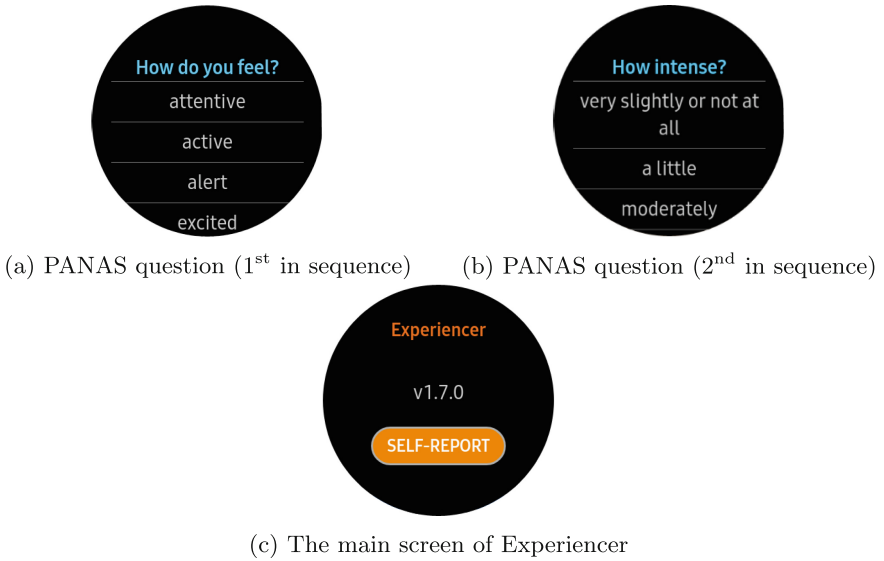 How do you feel?
attentive
active
alert
excited
(a) PANAS question (1st in sequence)
How intense?
very slightly or not at
all
a little
moderately
(b) PANAS question (2nd in sequence)
Experiencer
v1.7.0
SELF-REPORT
(c) The main screen of Experiencer